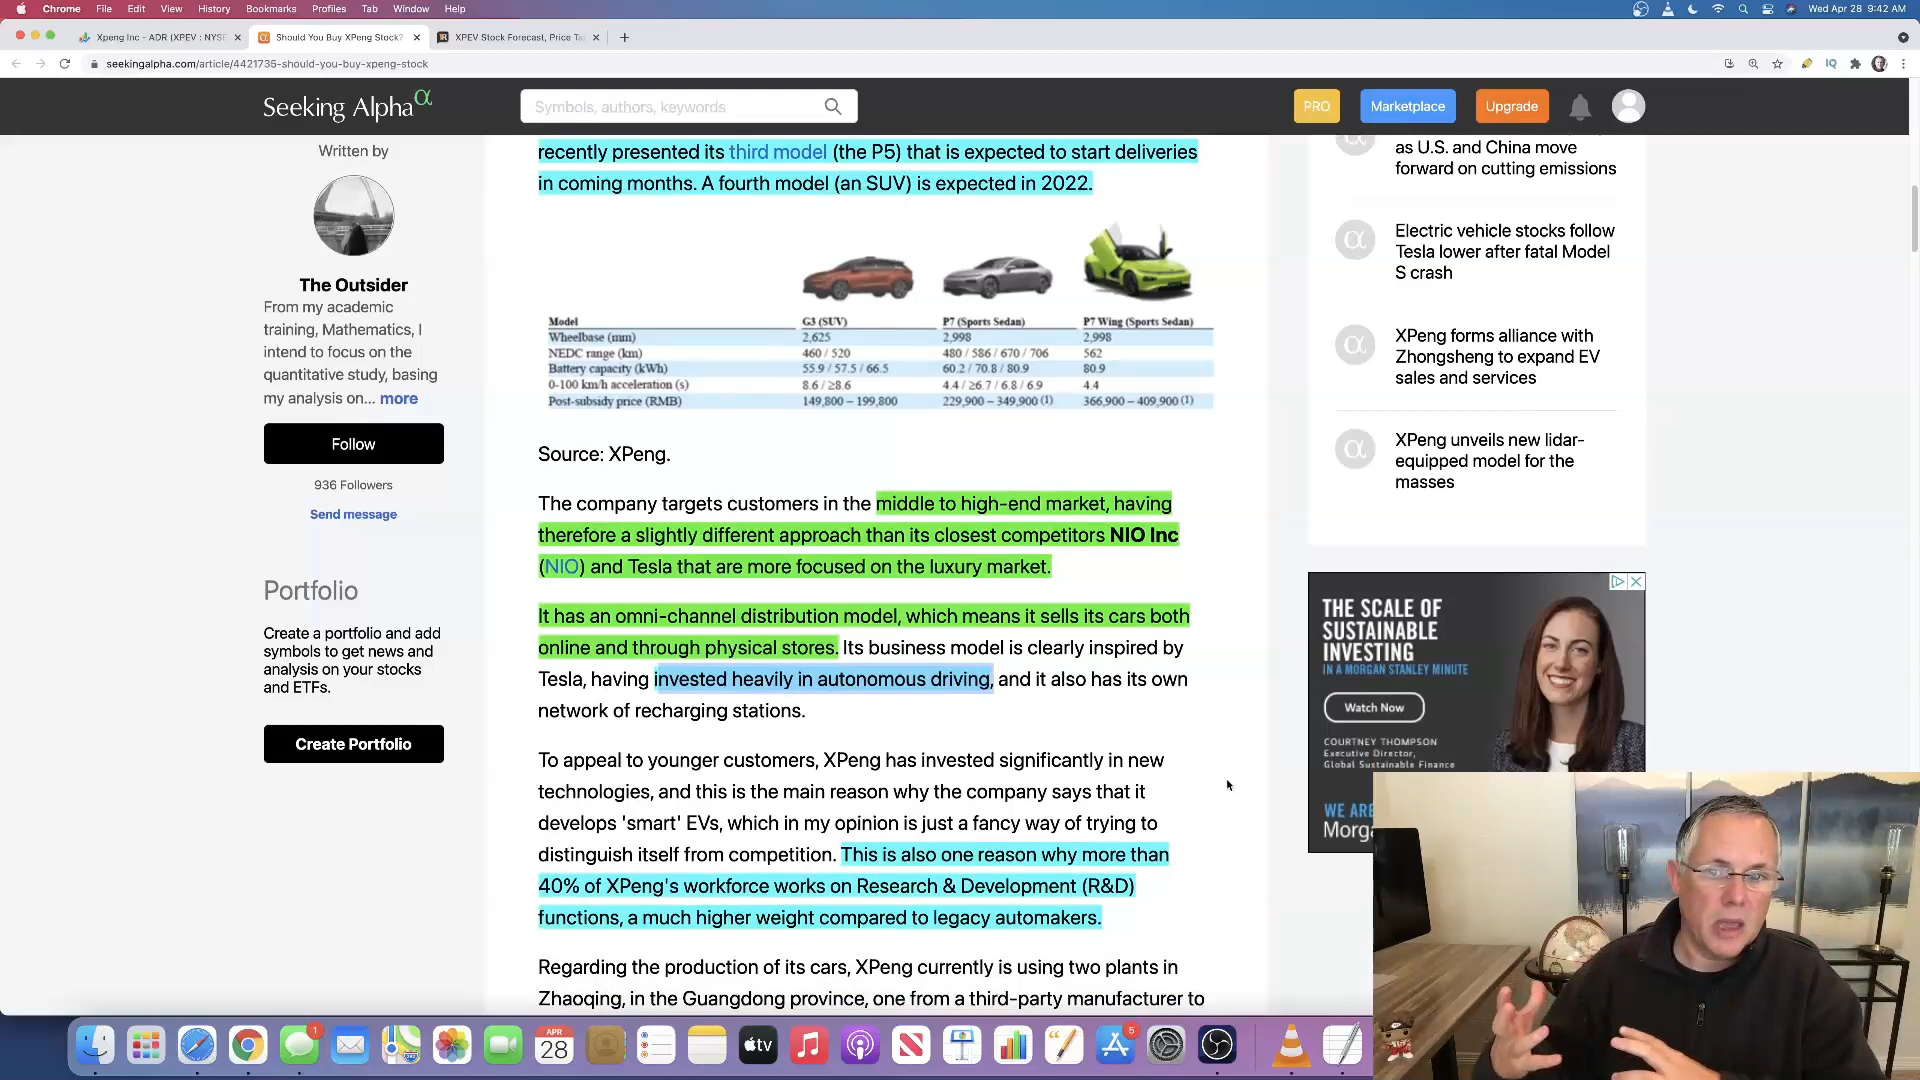 Chrome File Edit View History Bookmarks Profiles Tab Window Help
Wed Apr 28 9:42 AM
Xpeng Inc - ADR (XPEV : NYSE
Should You Buy XPeng Stock?
XPEV Stock Forecast, Price Ta
seekingalpha.com/article/4421735-should-you-buy-xpeng-stock
Seeking Alpha α
Symbols, authors, keywords
PRO
Marketplace
Upgrade
Written by
The Outsider
From my academic
training, Mathematics, I
intend to focus on the
quantitative study, basing
my analysis on... more
Follow
936 Followers
Send message
Portfolio
Create a portfolio and add
symbols to get news and
analysis on your stocks
and ETFs.
Create Portfolio
recently presented its third model (the P5) that is expected to start deliveries
in coming months. A fourth model (an SUV) is expected in 2022.
Model G3 (SUV) P7 (Sports Sedan) P7 Wing (Sports Sedan)
Wheelbase (mm) 2,625 2,998 2,998
NEDC range (km) 460 / 520 480 / 586 / 670 / 706 562
Battery capacity (kWh) 55.9 / 57.5 / 66.5 60.2 / 70.8 / 80.9 80.9
0-100 km/h acceleration (s) 8.6 / ≥8.6 4.4 / ≥6.7 / 6.8 / 6.9 4.4
Post-subsidy price (RMB) 149,800 – 199,800 229,900 – 349,900 (1) 366,900 – 409,900 (1)
Source: XPeng.
The company targets customers in the middle to high-end market, having
therefore a slightly different approach than its closest competitors NIO Inc
(NIO) and Tesla that are more focused on the luxury market.
It has an omni-channel distribution model, which means it sells its cars both
online and through physical stores. Its business model is clearly inspired by
Tesla, having invested heavily in autonomous driving, and it also has its own
network of recharging stations.
To appeal to younger customers, XPeng has invested significantly in new
technologies, and this is the main reason why the company says that it
develops 'smart' EVs, which in my opinion is just a fancy way of trying to
distinguish itself from competition. This is also one reason why more than
40% of XPeng's workforce works on Research & Development (R&D)
functions, a much higher weight compared to legacy automakers.
Regarding the production of its cars, XPeng currently is using two plants in
Zhaoqing, in the Guangdong province, one from a third-party manufacturer to
as U.S. and China move
forward on cutting emissions
Electric vehicle stocks follow
Tesla lower after fatal Model
S crash
XPeng forms alliance with
Zhongsheng to expand EV
sales and services
XPeng unveils new lidar-
equipped model for the
masses
THE SCALE OF
SUSTAINABLE
INVESTING
IN A MORGAN STANLEY MINUTE
Watch Now
COURTNEY THOMPSON
Executive Director,
Global Sustainable Finance
WE ARE
Morga
1
APR
28
tv
5